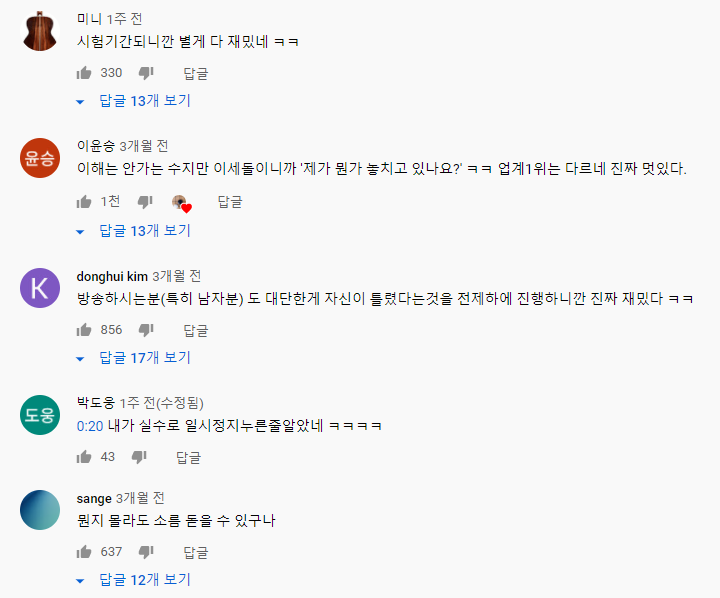 미니 1주 전
시험기간되니깐 별게 다 재밌네 ㅋㅋ
330 답글
답글 13개 보기
윤승
이윤승 3개월 전
이해는 안가는 수지만 이세돌이니까 '제가 뭔가 놓치고 있나요?' ㅋㅋ 업계1위는 다르네 진짜 멋있다.
1천 답글
답글 13개 보기
K
donghui kim 3개월 전
방송하시는분(특히 남자분) 도 대단한게 자신이 틀렸다는것을 전제하에 진행하니깐 진짜 재밌다 ㅋㅋ
856 답글
답글 17개 보기
도웅
박도웅 1주 전(수정됨)
0:20 내가 실수로 일시정지누른줄알았네 ㅋㅋㅋㅋ
43 답글
sange 3개월 전
뭔지 몰라도 소름 돋을 수 있구나
637 답글
답글 12개 보기